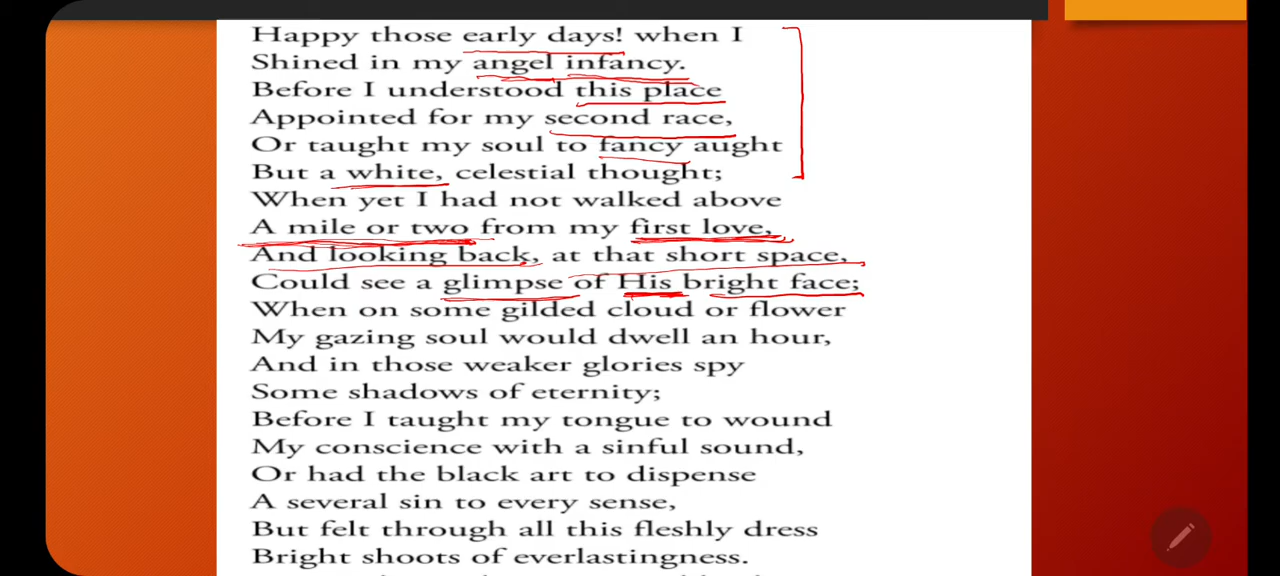 Happy those early days! when I
Shined in my angel infancy.
Before I understood this place
Appointed for my second race,
Or taught my soul to fancy aught
But a white, celestial thought;
When yet I had not walked above
A mile or two from my first love,
And looking back, at that short space,
Could see a glimpse of His bright face;
When on some gilded cloud or flower
My gazing soul would dwell an hour,
And in those weaker glories spy
Some shadows of eternity;
Before I taught my tongue to wound
My conscience with a sinful sound,
Or had the black art to dispense
A several sin to every sense,
But felt through all this fleshly dress
Bright shoots of everlastingness.